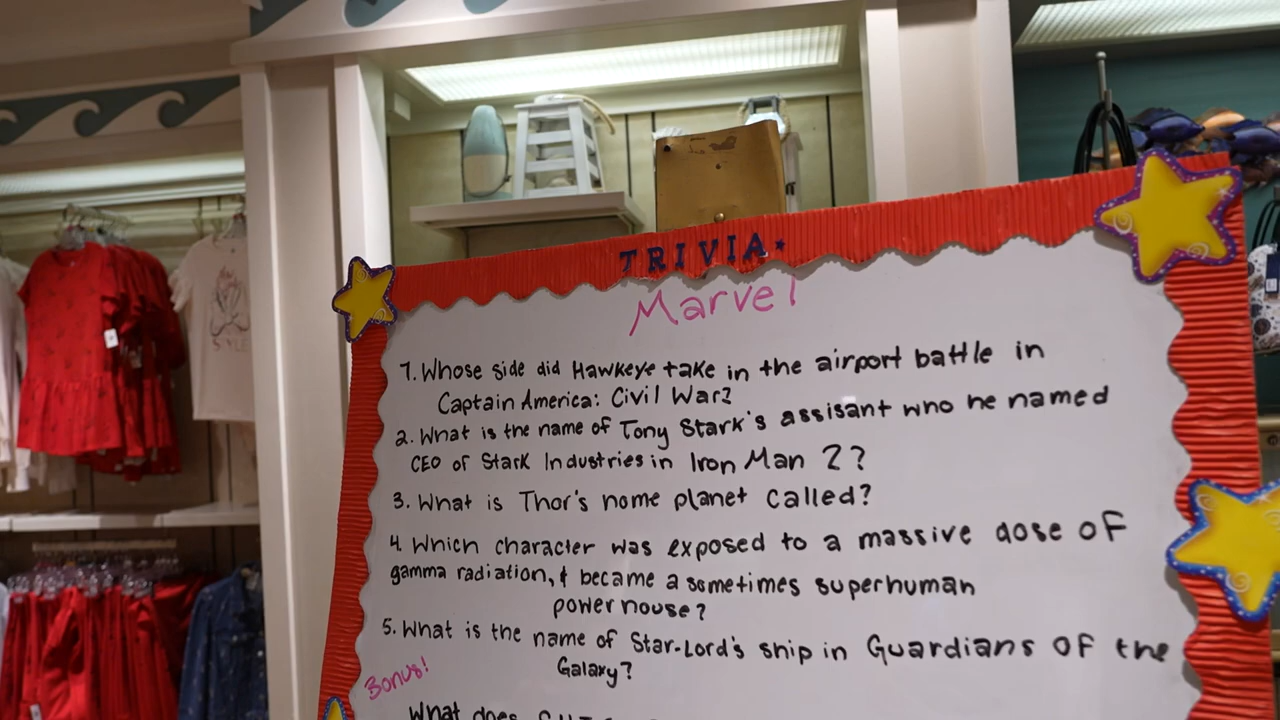 TRIVIA
Marvel
1. Whose side did Hawkeye take in the airport battle in
Captain America: Civil War?
2. What is the name of Tony Stark's assisant who he named
CEO of Stark Industries in Iron Man 2?
3. What is Thor's home planet called?
4. Which character was exposed to a massive dose of
gamma radiation, & became a sometimes superhuman
power house?
5. What is the name of Star-Lord's ship in Guardians of the
Galaxy?
Bonus!
What does
STYLE